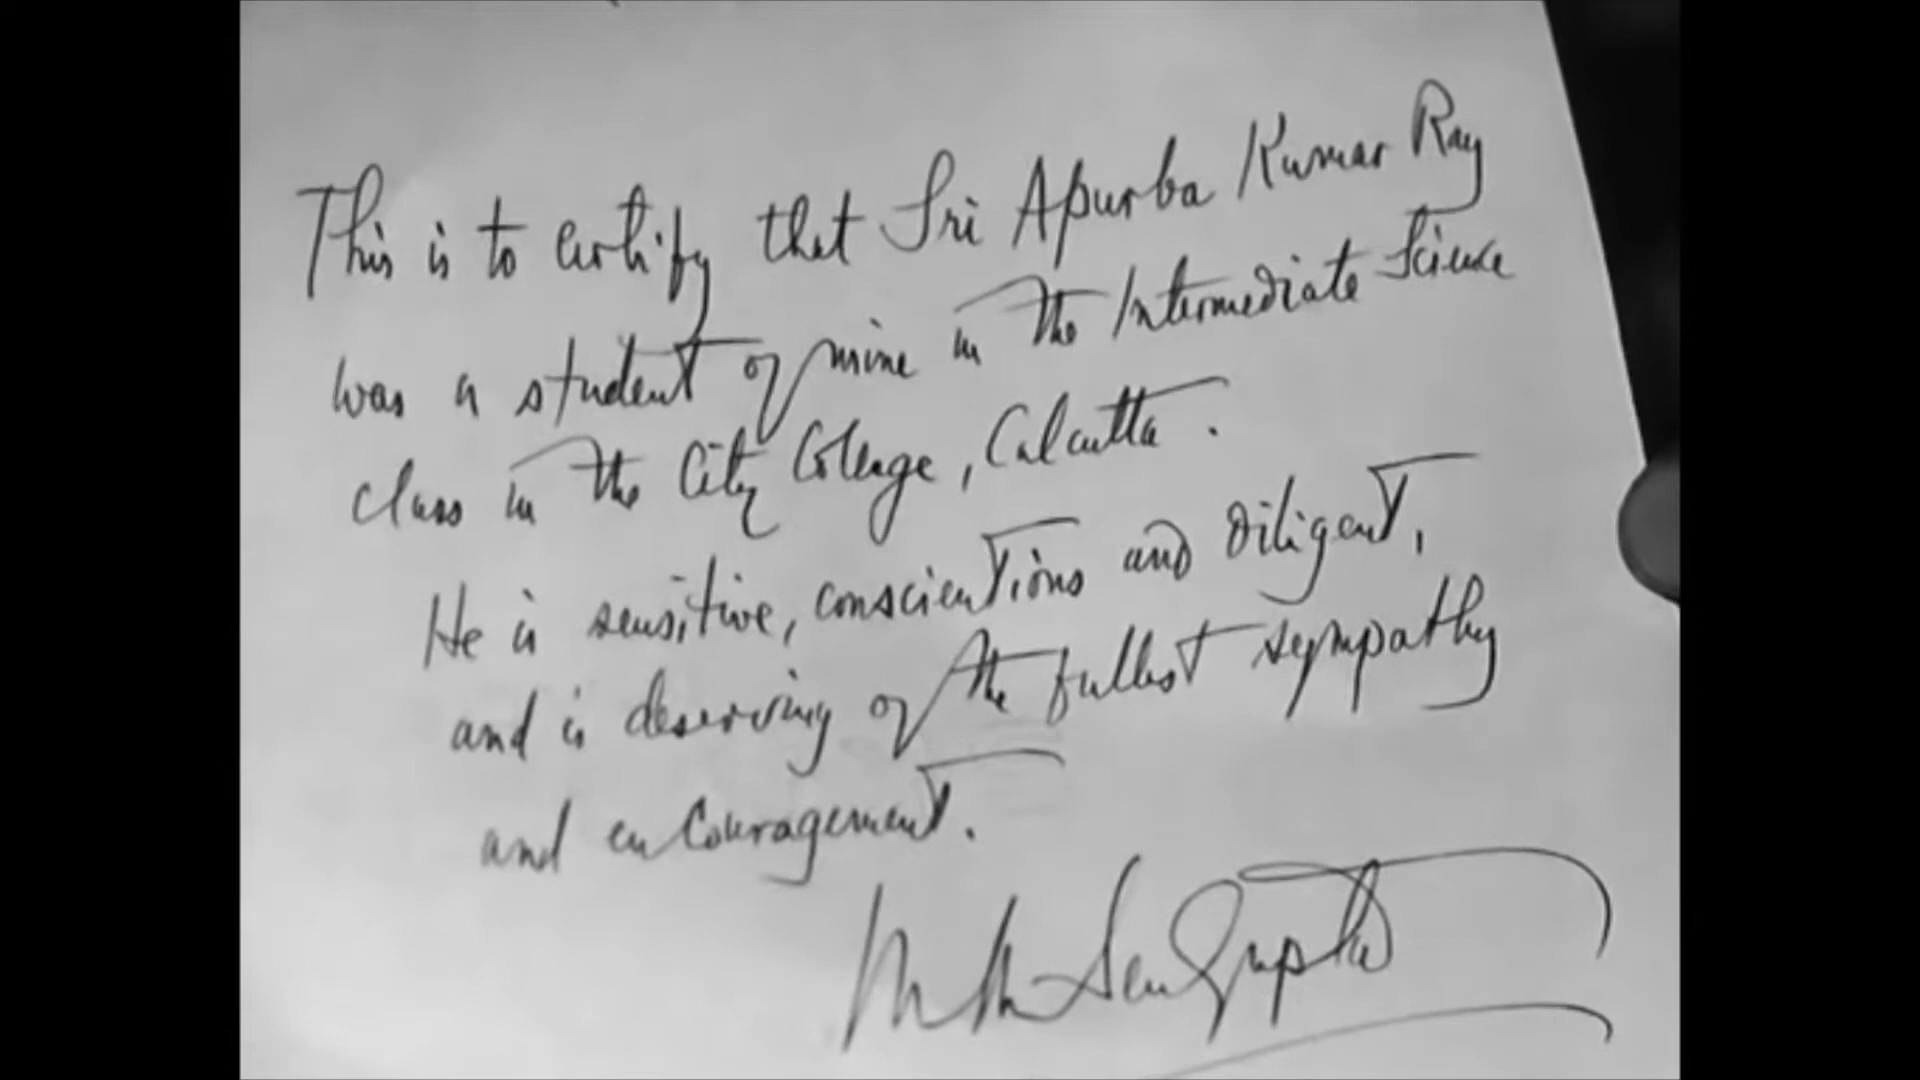 This is to certify that Sri Apurba Kumar Ray
was a student of mine in the Intermediate Science
class in the City College, Calcutta.
He is sensitive, conscientious and diligent,
and is deserving of the fullest sympathy
and encouragement.
SenGupta